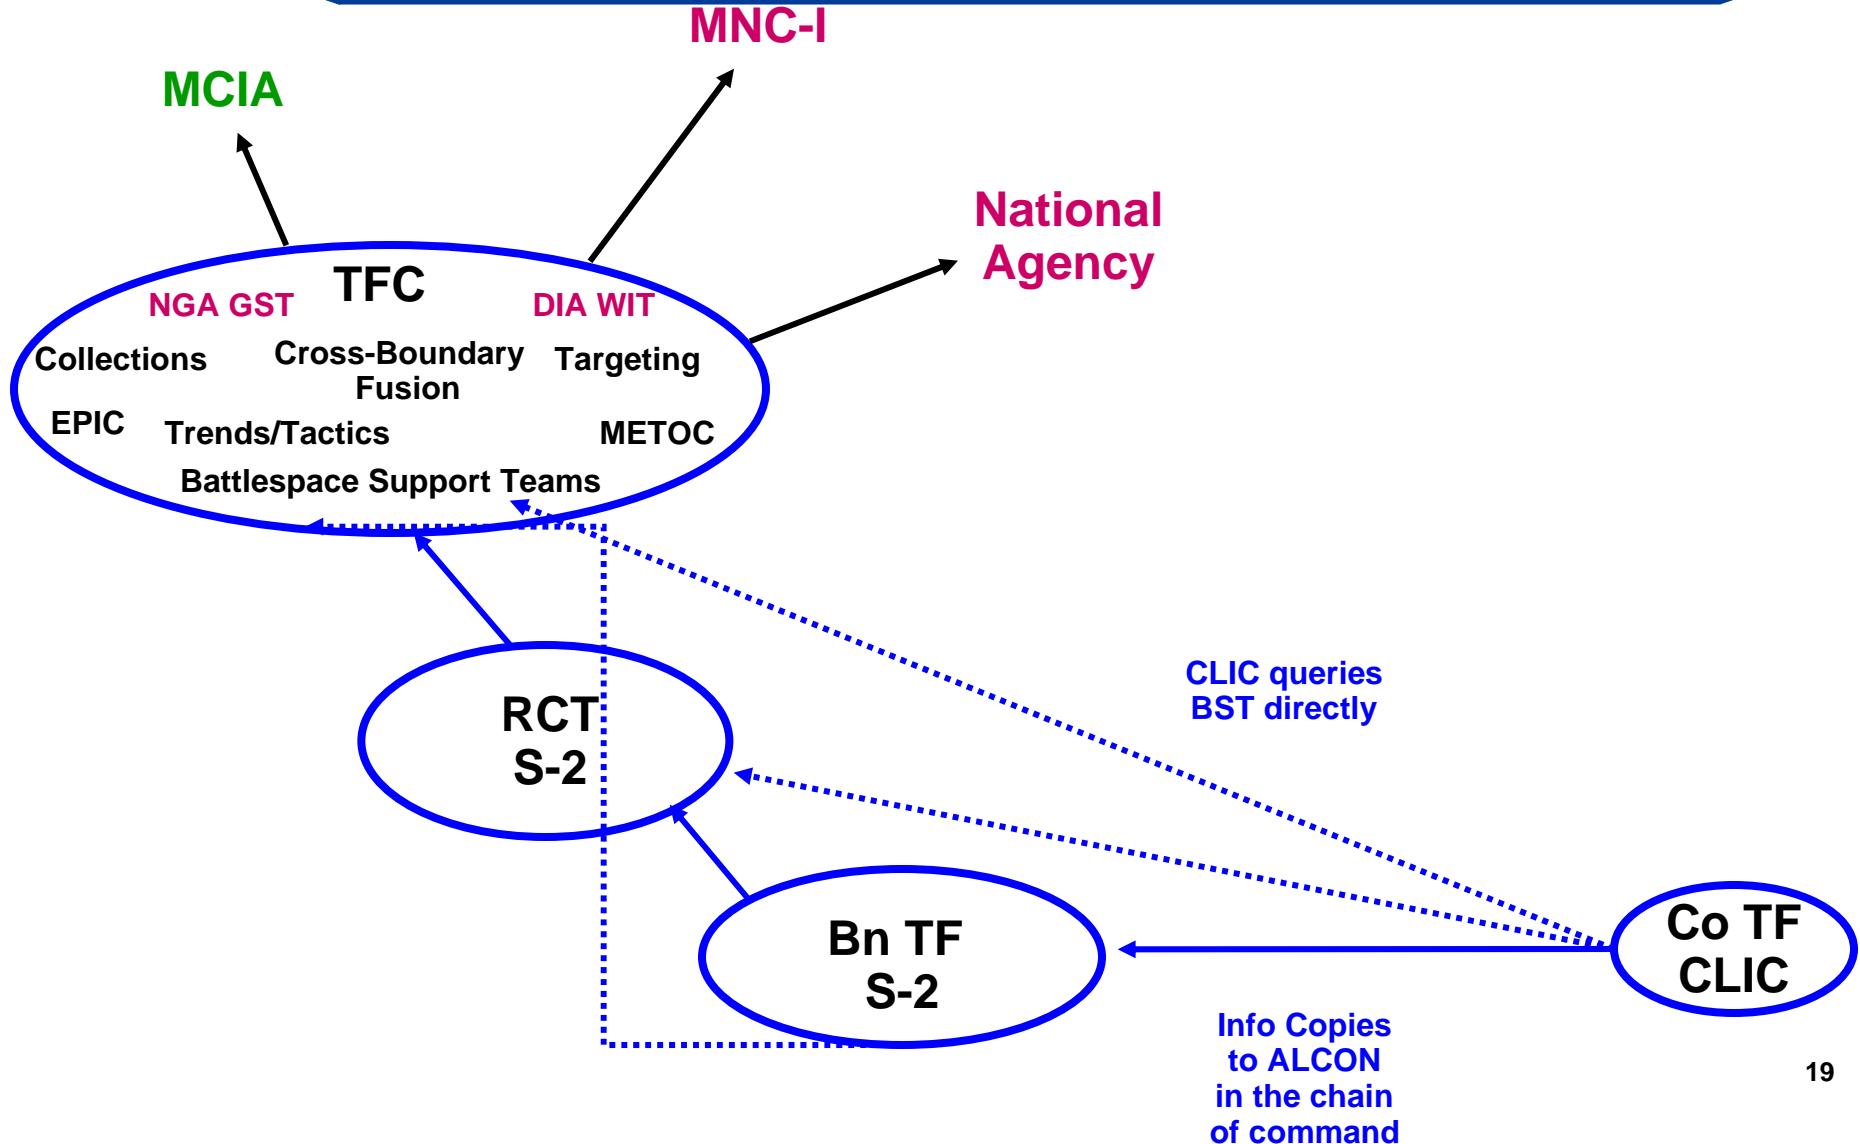 MNC-I
MCIA
National
Agency
TFC
NGA GST
DIA WIT
Collections
Cross-Boundary
Fusion
Targeting
EPIC
Trends/Tactics
METOC
Battlespace Support Teams
RCT
S-2
CLIC queries
BST directly
Bn TF
S-2
Co TF
CLIC
Info Copies
to ALCON
in the chain
of command
19